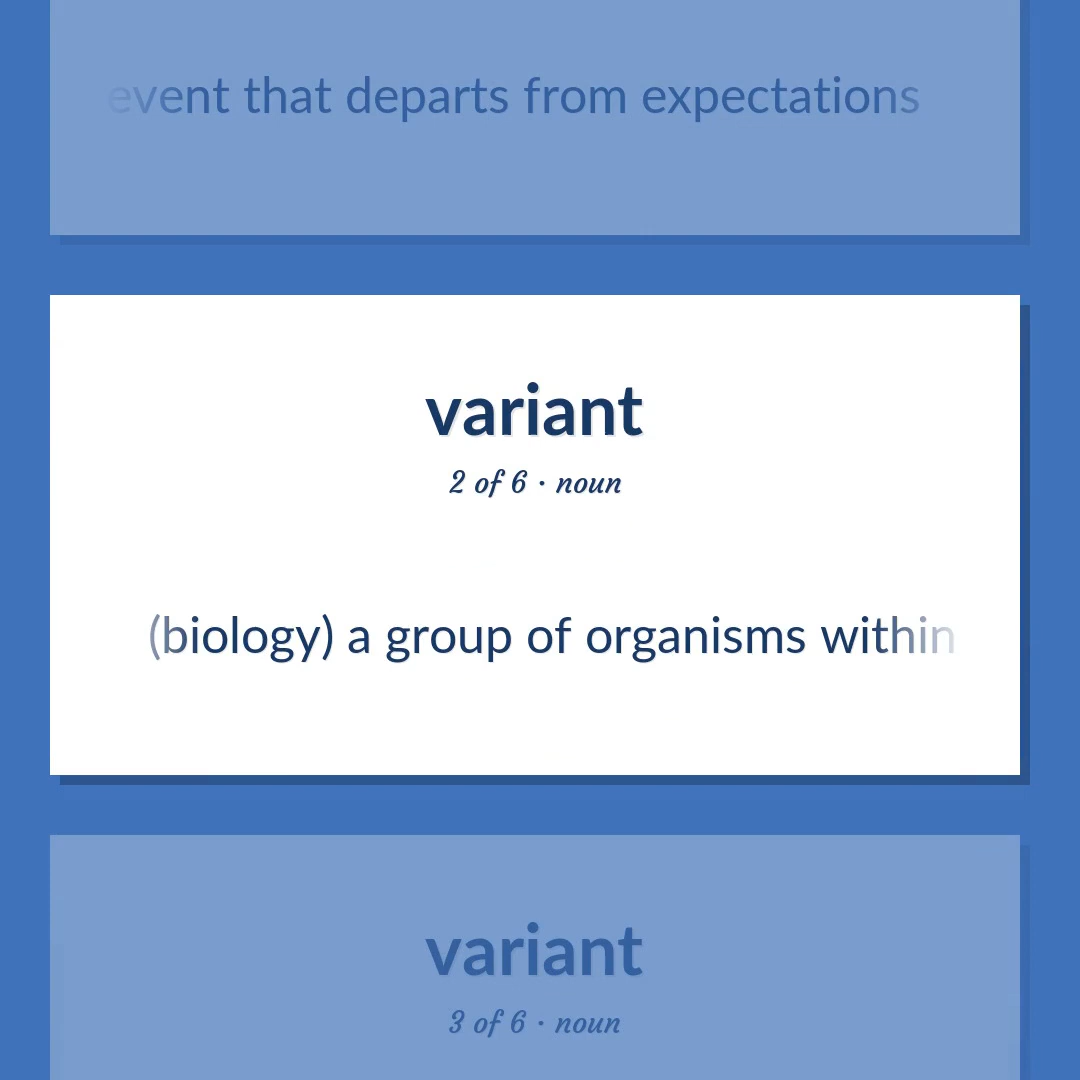 event that departs from expectations
variant
2 of 6 · noun
(biology) a group of organisms within
variant
3 of 6 · noun